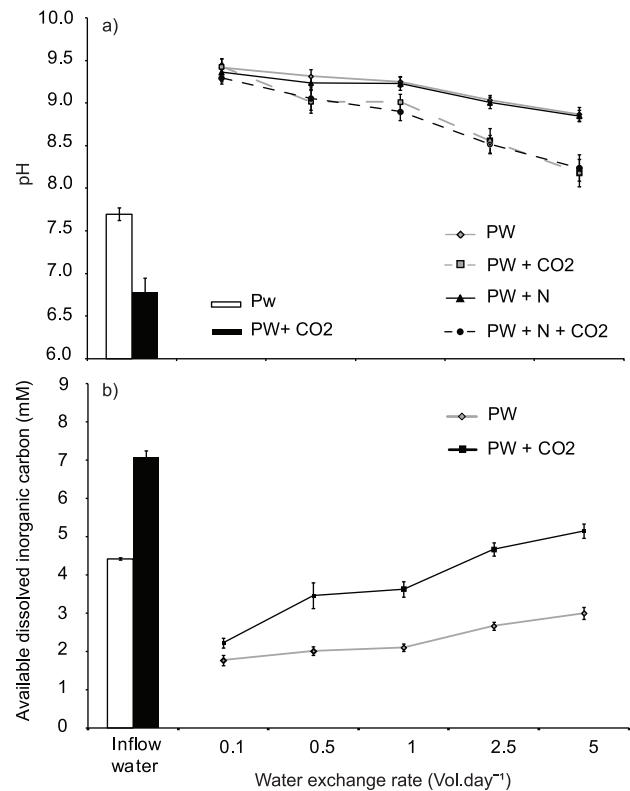 a)
10.0
9.5
9.0
8.5
8.0
7.5
7.0
6.5
6.0
pH
Pw
PW+ CO2
PW
PW + CO2
PW + N
PW + N + CO2
b)
9
8
7
6
5
4
3
2
1
0
Available dissolved inorganic carbon (mM)
PW
PW + CO2
Inflow
water
0.1 0.5 1 2.5 5
Water exchange rate (Vol.day⁻¹)